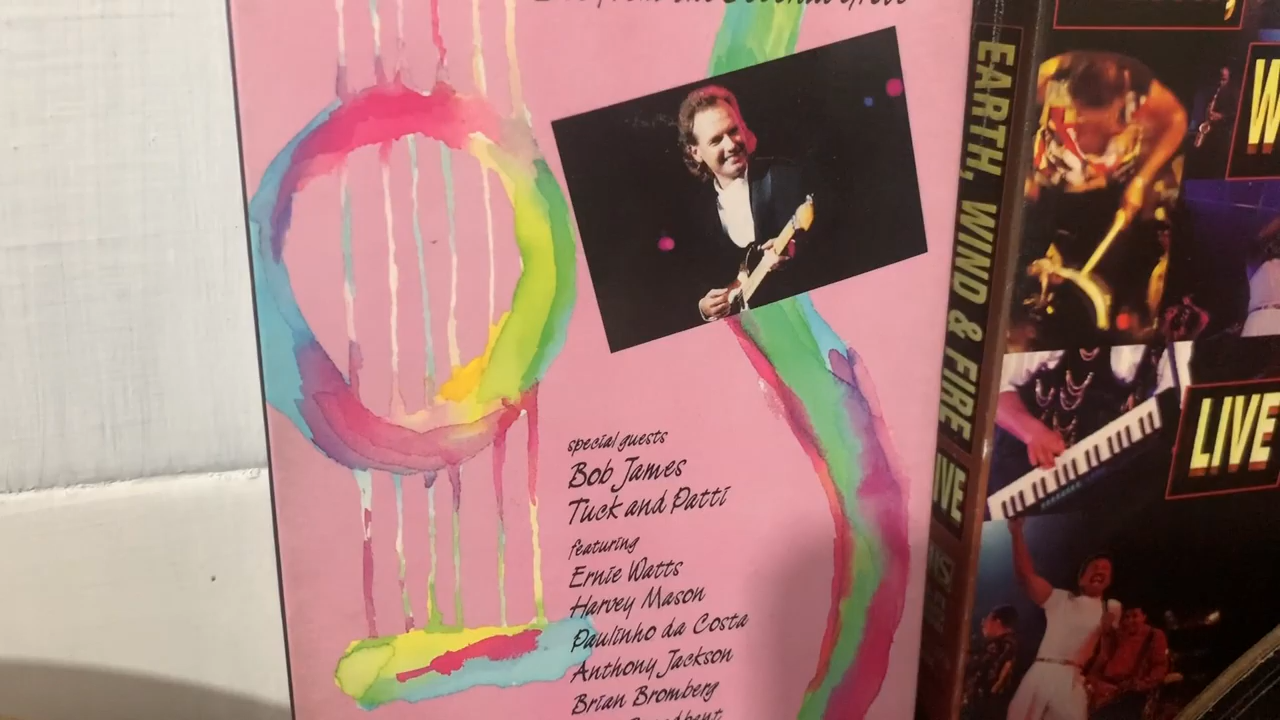 special guests
Bob James
Tuck and Patti
featuring
Ernie Watts
Harvey Mason
Paulinho da Costa
Anthony Jackson
Brian Bromberg
EARTH, WIND & FIRE LIVE
W
LIVE